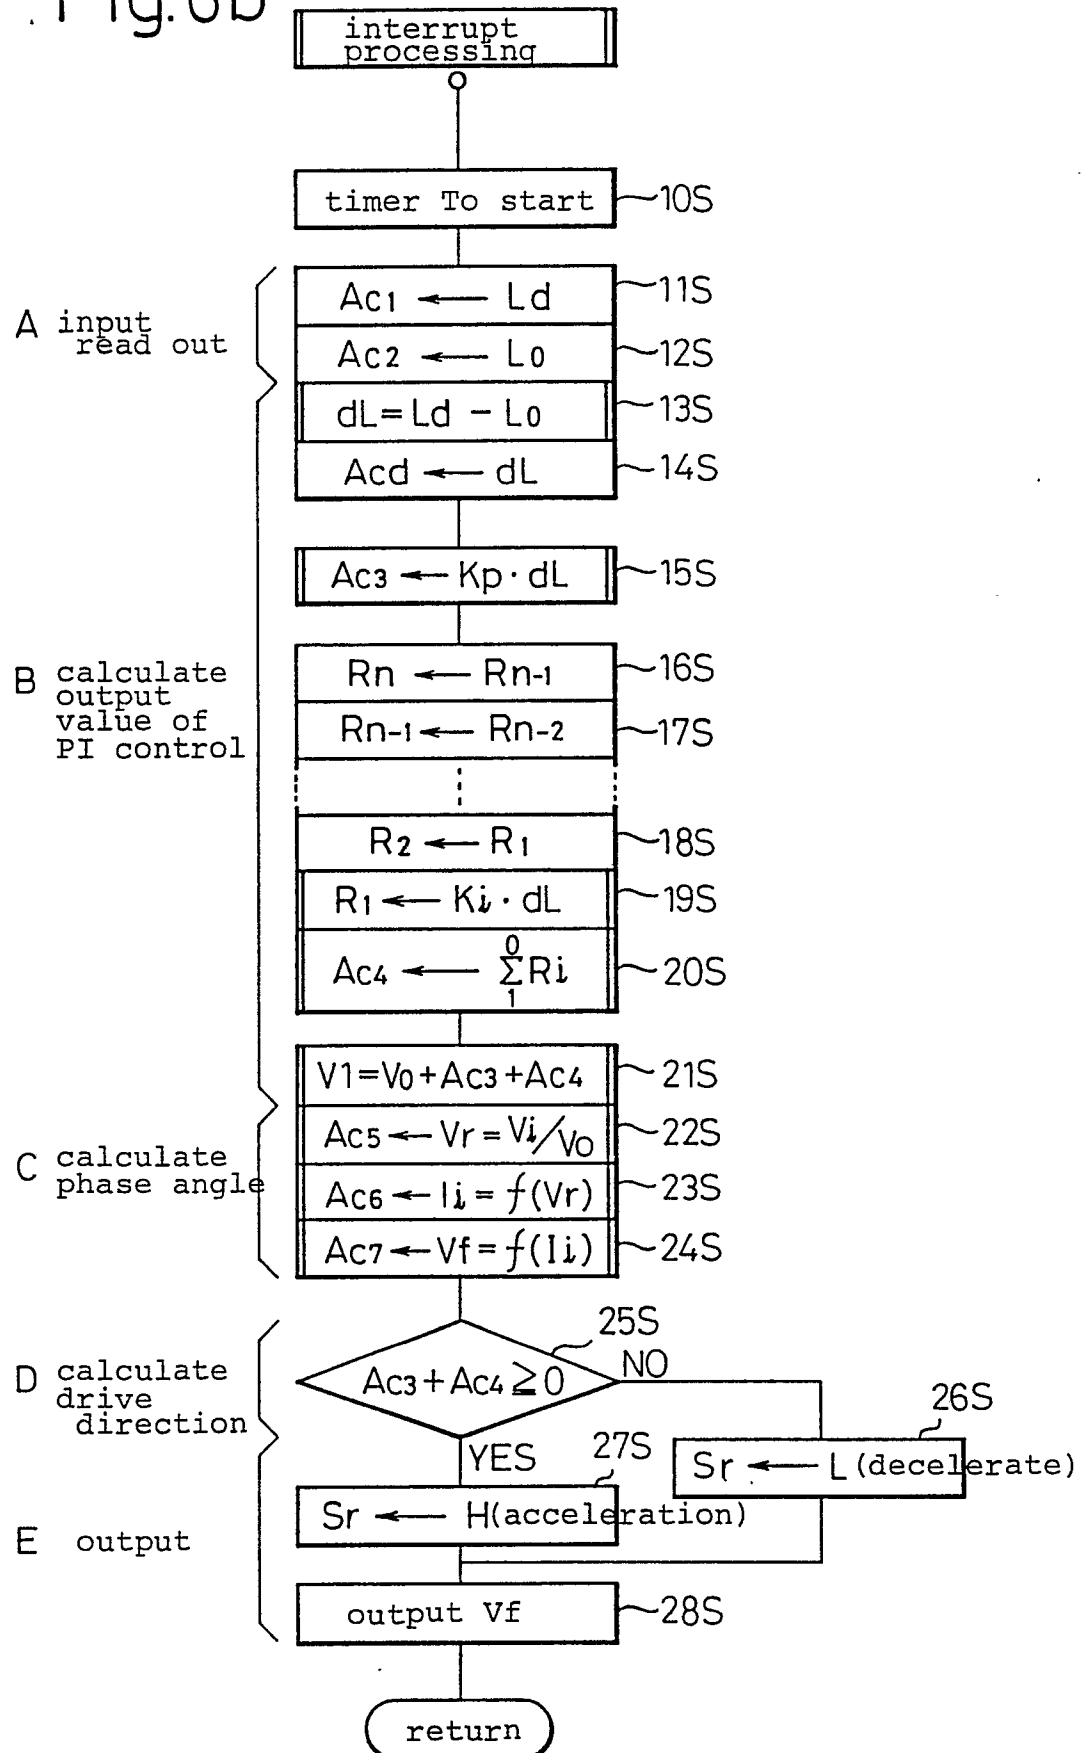 Fig. 6b
interrupt
processing
timer To start
10S
A input
read out
Ac1 ← Ld
11S
Ac2 ← L0
12S
dL = Ld - L0
13S
Acd ← dL
14S
Ac3 ← Kp · dL
15S
B calculate
output
value of
PI control
Rn ← Rn-1
16S
Rn-1 ← Rn-2
17S
R2 ← R1
18S
R1 ← Ki · dL
19S
0
Ac4 ← Σ Ri
1
20S
V1 = V0 + Ac3 + Ac4
21S
C calculate
phase angle
Ac5 ← Vr = Vi/Vo
22S
Ac6 ← Ii = f(Vr)
23S
Ac7 ← Vf = f(Ii)
24S
25S
D calculate
drive
direction
Ac3 + Ac4 ≧ 0
NO
YES
26S
Sr ← L (decelerate)
27S
Sr ← H(acceleration)
E output
output Vf
28S
return